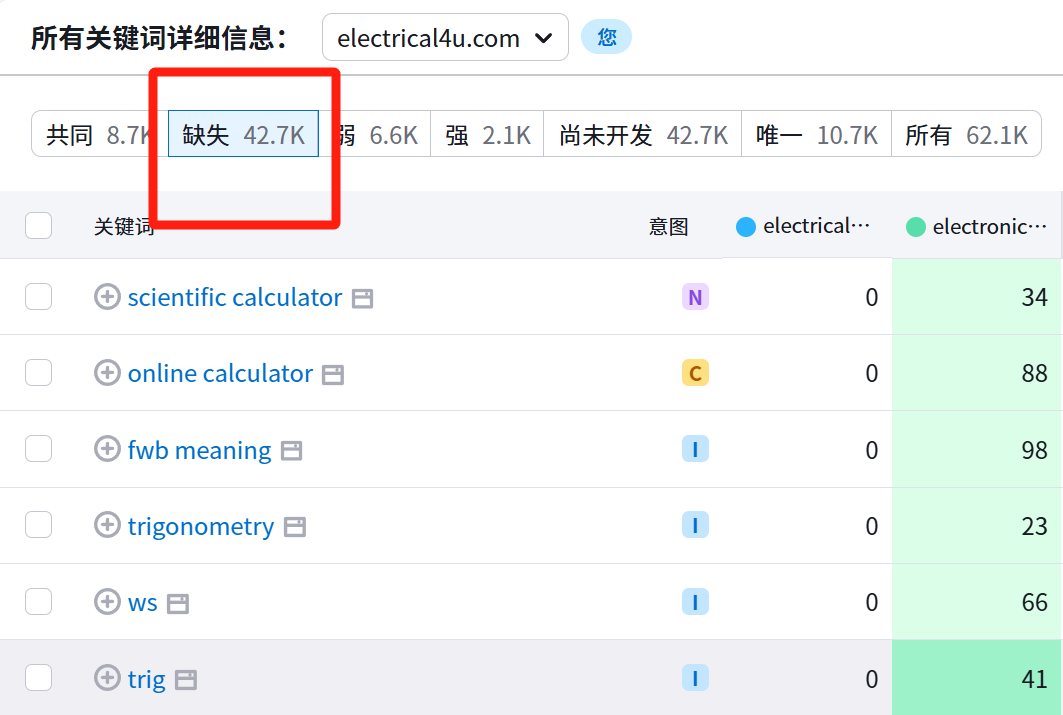 所有关键词详细信息： electrical4u.com 您
共同 8.7K 缺失 42.7K 弱 6.6K 强 2.1K 尚未开发 42.7K 唯一 10.7K 所有 62.1K
关键词 意图 electrical… electronic…
scientific calculator N 0 34
online calculator C 0 88
fwb meaning I 0 98
trigonometry I 0 23
ws I 0 66
trig I 0 41